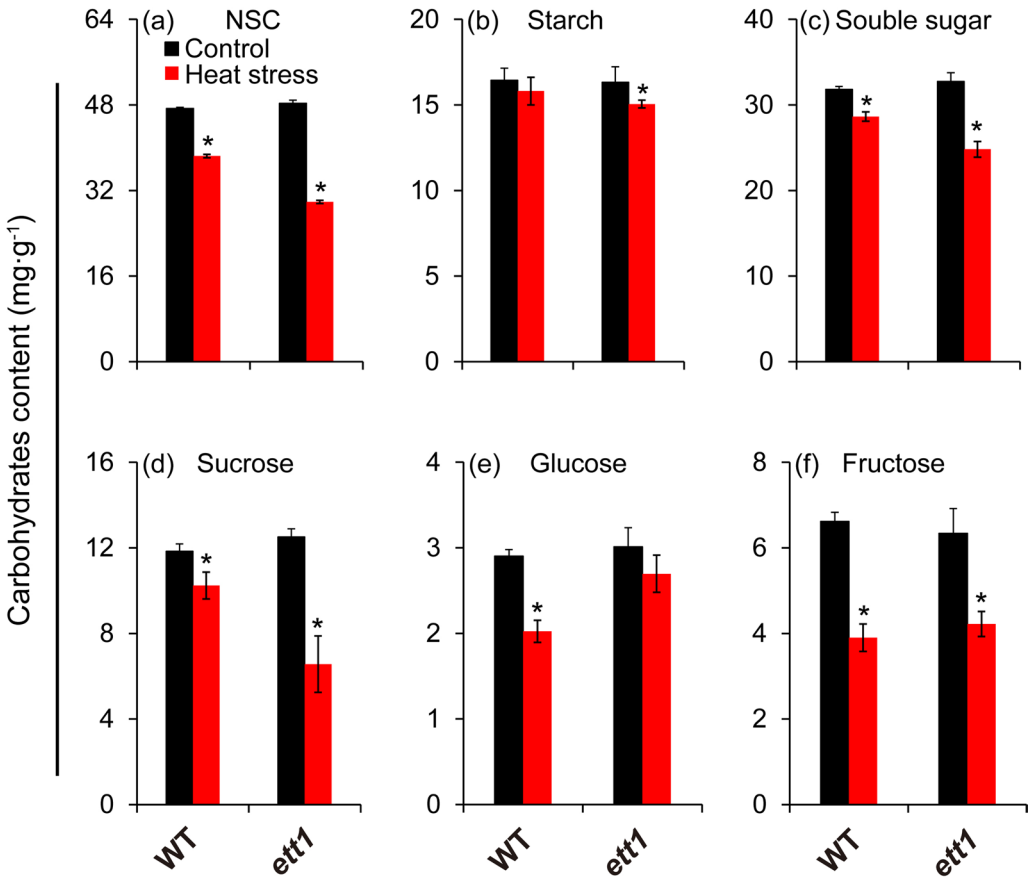 (a) NSC
Control
Heat stress
64
48
32
16
0
(b) Starch
20
15
10
5
0
(c) Souble sugar
40
30
20
10
0
* * * * *
Carbohydrates content (mg·g⁻¹)
(d) Sucrose
16
12
8
4
0
(e) Glucose
4
3
2
1
0
(f) Fructose
8
6
4
2
0
* * * * *
WT ett1 WT ett1 WT ett1